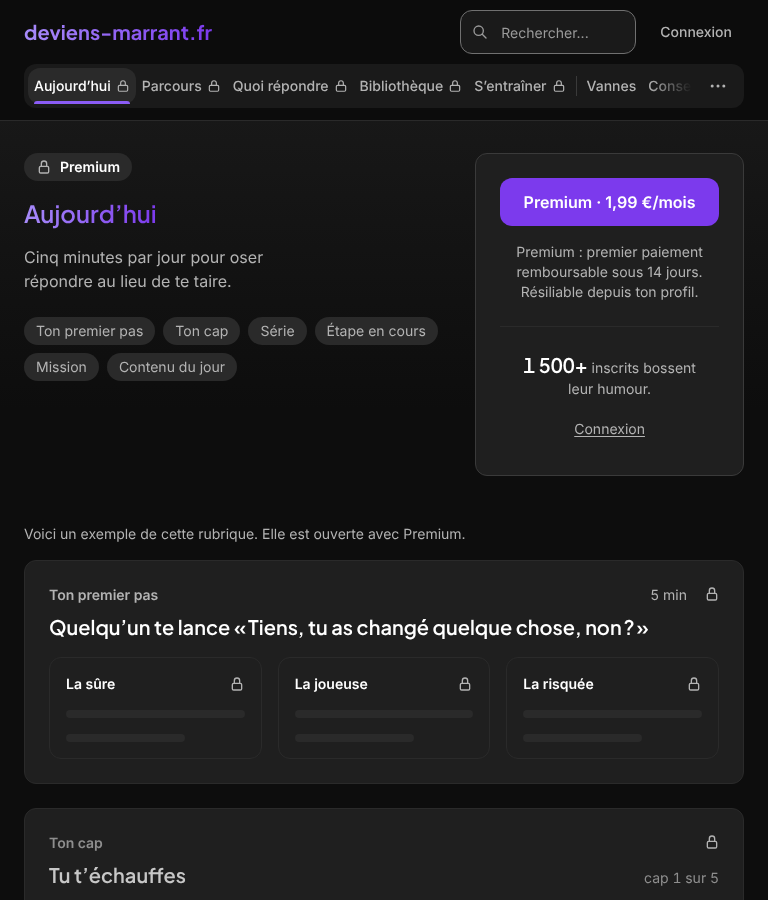 deviens-marrant.fr
Rechercher...
Connexion
Aujourd’hui
Parcours
Quoi répondre
Bibliothèque
S’entraîner
Vannes
Premium
Aujourd’hui
Cinq minutes par jour pour oser
répondre au lieu de te taire.
Ton premier pas
Ton cap
Série
Étape en cours
Mission
Contenu du jour
Premium · 1,99 €/mois
Premium : premier paiement
remboursable sous 14 jours.
Résiliable depuis ton profil.
1 500+ inscrits bossent
leur humour.
Connexion
Voici un exemple de cette rubrique. Elle est ouverte avec Premium.
Ton premier pas
5 min
Quelqu’un te lance « Tiens, tu as changé quelque chose, non ? »
La sûre
La joueuse
La risquée
Ton cap
Tu t’échauffes
cap 1 sur 5